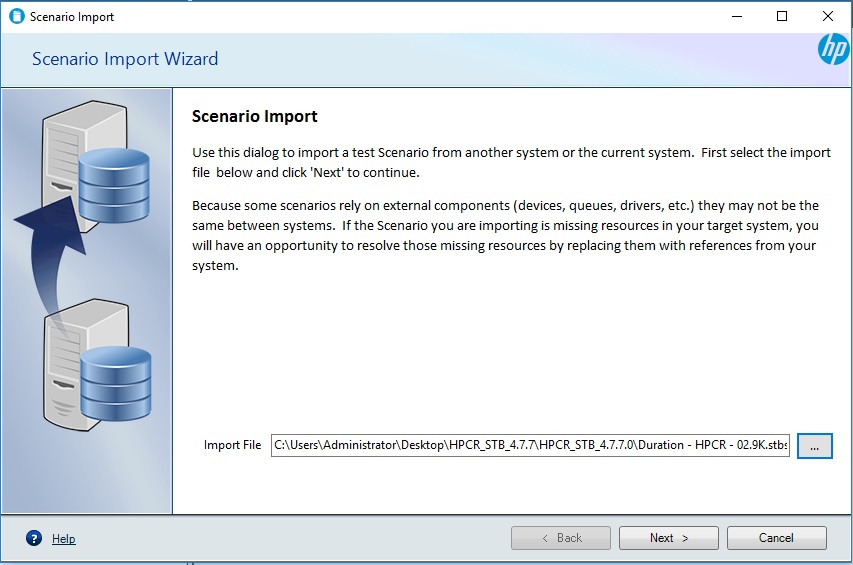 Scenario Import
Scenario Import Wizard
hp
Scenario Import
Use this dialog to import a test Scenario from another system or the current system.  First select the import
file  below and click 'Next' to continue.
Because some scenarios rely on external components (devices, queues, drivers, etc.) they may not be the
same between systems.  If the Scenario you are importing is missing resources in your target system, you
will have an opportunity to resolve those missing resources by replacing them with references from your
system.
Import File C:\Users\Administrator\Desktop\HPCR_STB_4.7.7\HPCR_STB_4.7.7.0\Duration - HPCR - 02.9K.stbs ...
? Help < Back Next > Cancel